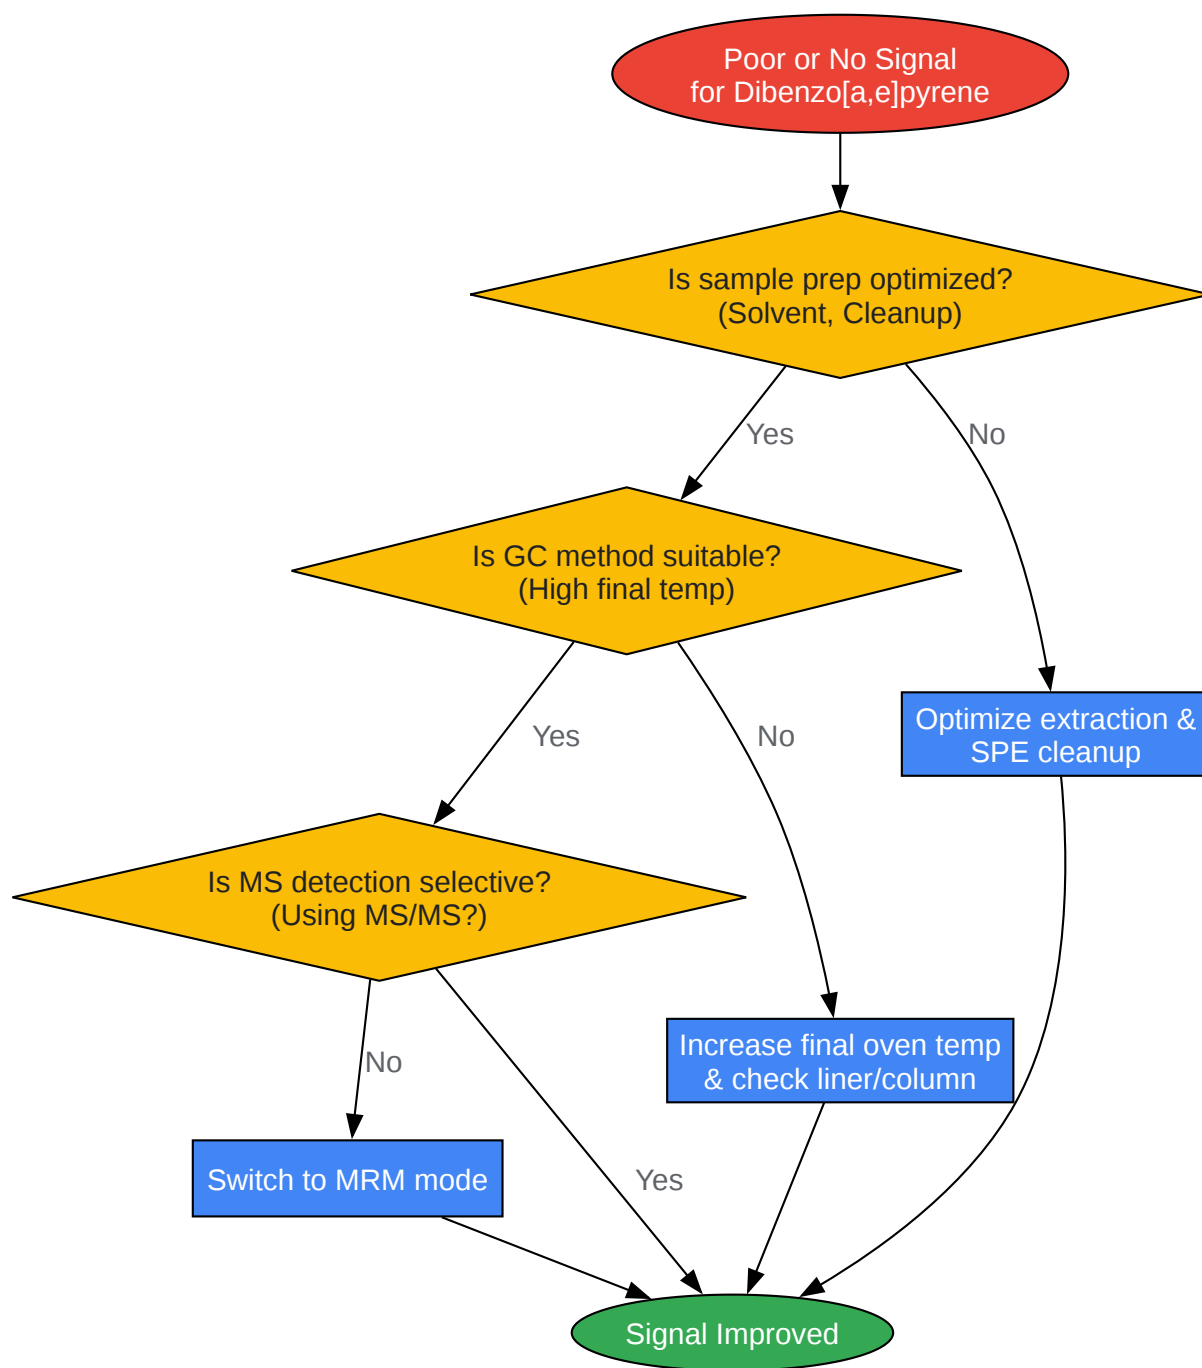 Poor or No Signal
for Dibenzo[a,e]pyrene
Is sample prep optimized?
(Solvent, Cleanup)
Yes
No
Is GC method suitable?
(High final temp)
Optimize extraction &
SPE cleanup
Yes
No
Is MS detection selective?
(Using MS/MS?)
Increase final oven temp
& check liner/column
No
Switch to MRM mode
Yes
Signal Improved